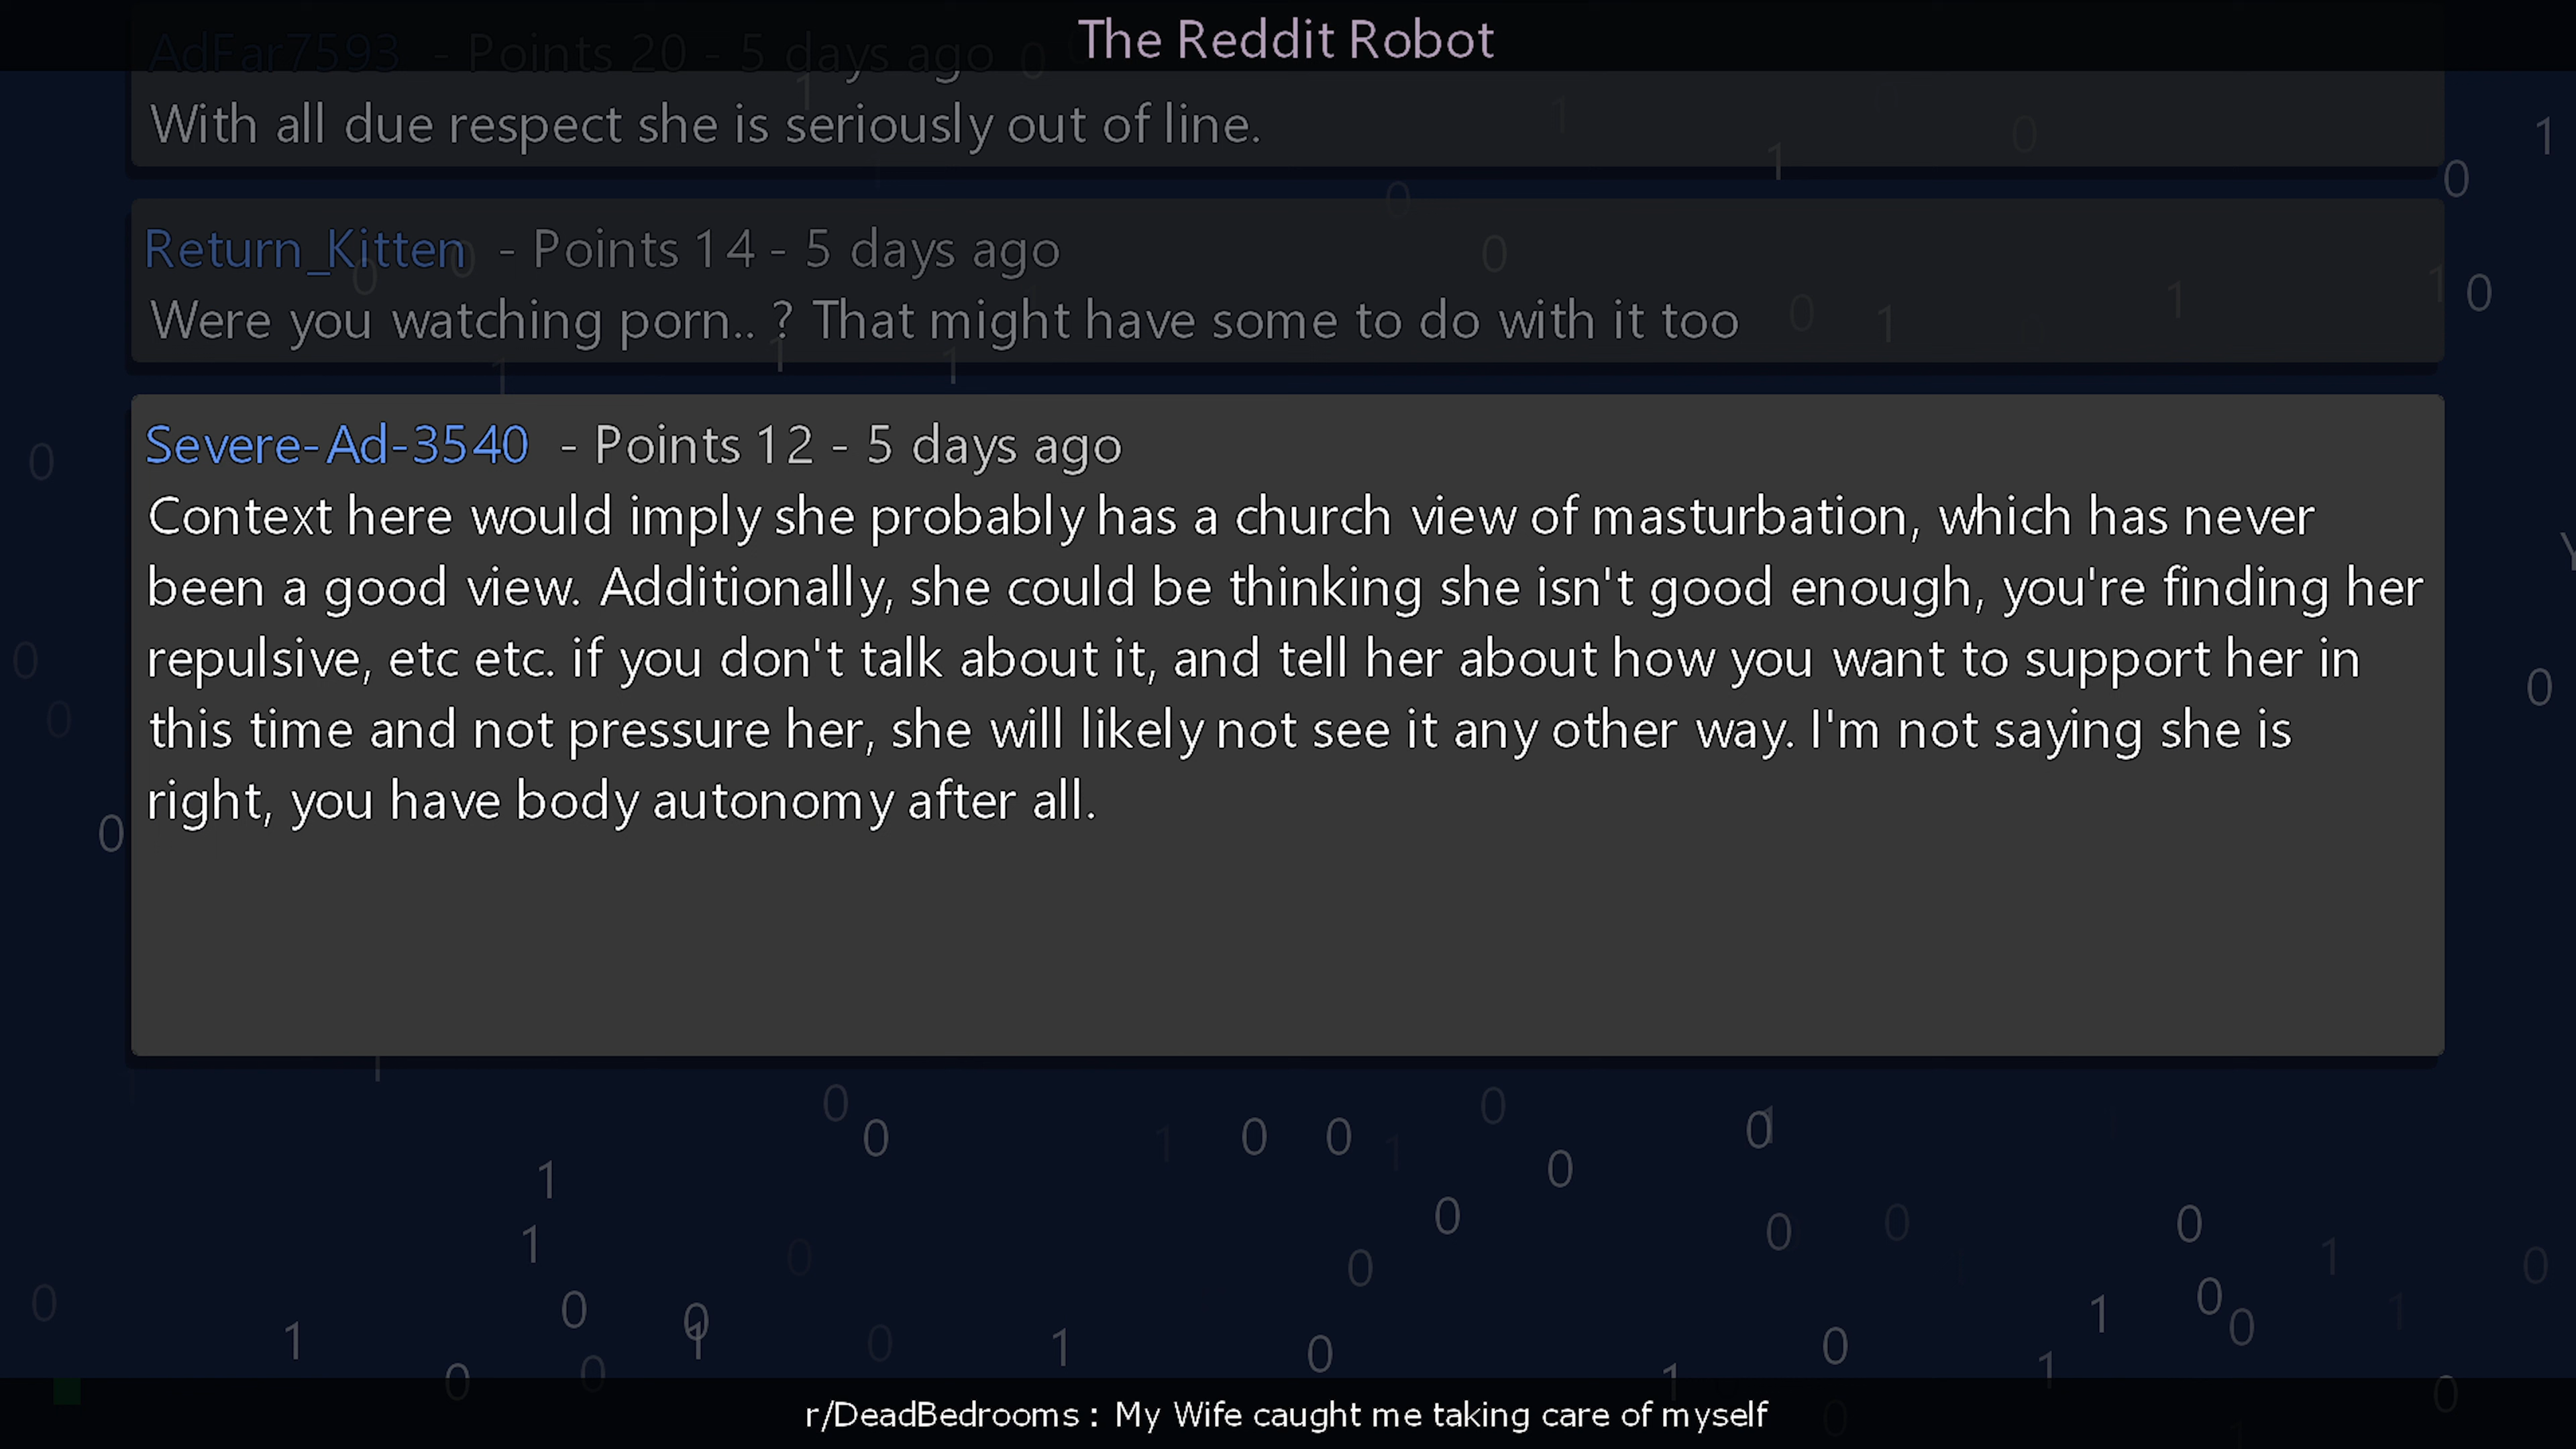 The Reddit Robot
AdFar7593 - Points 20 - 5 days ago
With all due respect she is seriously out of line.
Return_Kitten - Points 14 - 5 days ago
Were you watching porn.. ? That might have some to do with it too
Severe-Ad-3540 - Points 12 - 5 days ago
Context here would imply she probably has a church view of masturbation, which has never
been a good view. Additionally, she could be thinking she isn't good enough, you're finding her
repulsive, etc etc. if you don't talk about it, and tell her about how you want to support her in
this time and not pressure her, she will likely not see it any other way. I'm not saying she is
right, you have body autonomy after all.
r/DeadBedrooms : My Wife caught me taking care of myself